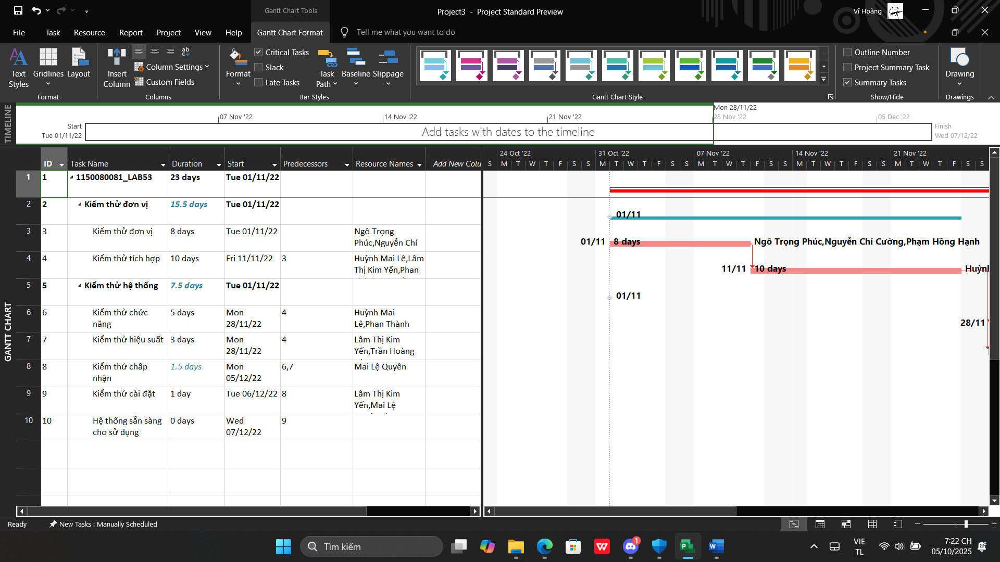 Gantt Chart Tools
Project3 - Project Standard Preview
Vĩ Hoàng
File Task Resource Report Project View Help Gantt Chart Format Tell me what you want to do
Text Styles
Gridlines
Layout
Format
Insert Column
Column Settings
Custom Fields
Columns
Format
Critical Tasks
Slack
Late Tasks
Task Path
Baseline
Slippage
Bar Styles
Gantt Chart Style
Outline Number
Project Summary Task
Summary Tasks
Show/Hide
Drawing
Drawings
TIMELINE
Mon 28/11/22
07 Nov '22 14 Nov '22 21 Nov '22 28 Nov '22 05 Dec '22
Start
Tue 01/11/22
Add tasks with dates to the timeline
Finish
Wed 07/12/22
GANTT CHART
ID Task Name Duration Start Predecessors Resource Names Add New Colu
1 1 1150080081_LAB53 23 days Tue 01/11/22
2 2 Kiểm thử đơn vị 15.5 days Tue 01/11/22
3 3 Kiểm thử đơn vị 8 days Tue 01/11/22 Ngô Trọng Phúc,Nguyễn Chí
4 4 Kiểm thử tích hợp 10 days Fri 11/11/22 3 Huỳnh Mai Lê,Lâm Thị Kim Yến,Phan
5 5 Kiểm thử hệ thống 7.5 days Tue 01/11/22
6 6 Kiểm thử chức năng 5 days Mon 28/11/22 4 Huỳnh Mai Lê,Phan Thành
7 7 Kiểm thử hiệu suất 3 days Mon 28/11/22 4 Lâm Thị Kim Yến,Trần Hoàng
8 8 Kiểm thử chấp nhận 1.5 days Mon 05/12/22 6,7 Mai Lệ Quyên
9 9 Kiểm thử cài đặt 1 day Tue 06/12/22 8 Lâm Thị Kim Yến,Mai Lệ
10 10 Hệ thống sẵn sàng cho sử dụng 0 days Wed 07/12/22 9
24 Oct '22 31 Oct '22 07 Nov '22 14 Nov '22 21 Nov '22
S M T W T F S S M T W T F S S M T W T F S S M T W T F S S M T W T F S S
01/11
01/11 8 days Ngô Trọng Phúc,Nguyễn Chí Cường,Phạm Hồng Hạnh
11/11 10 days Huỳnh
01/11
28/11
Ready New Tasks : Manually Scheduled
Tìm kiếm
1
VIE
TL
7:22 CH
05/10/2025